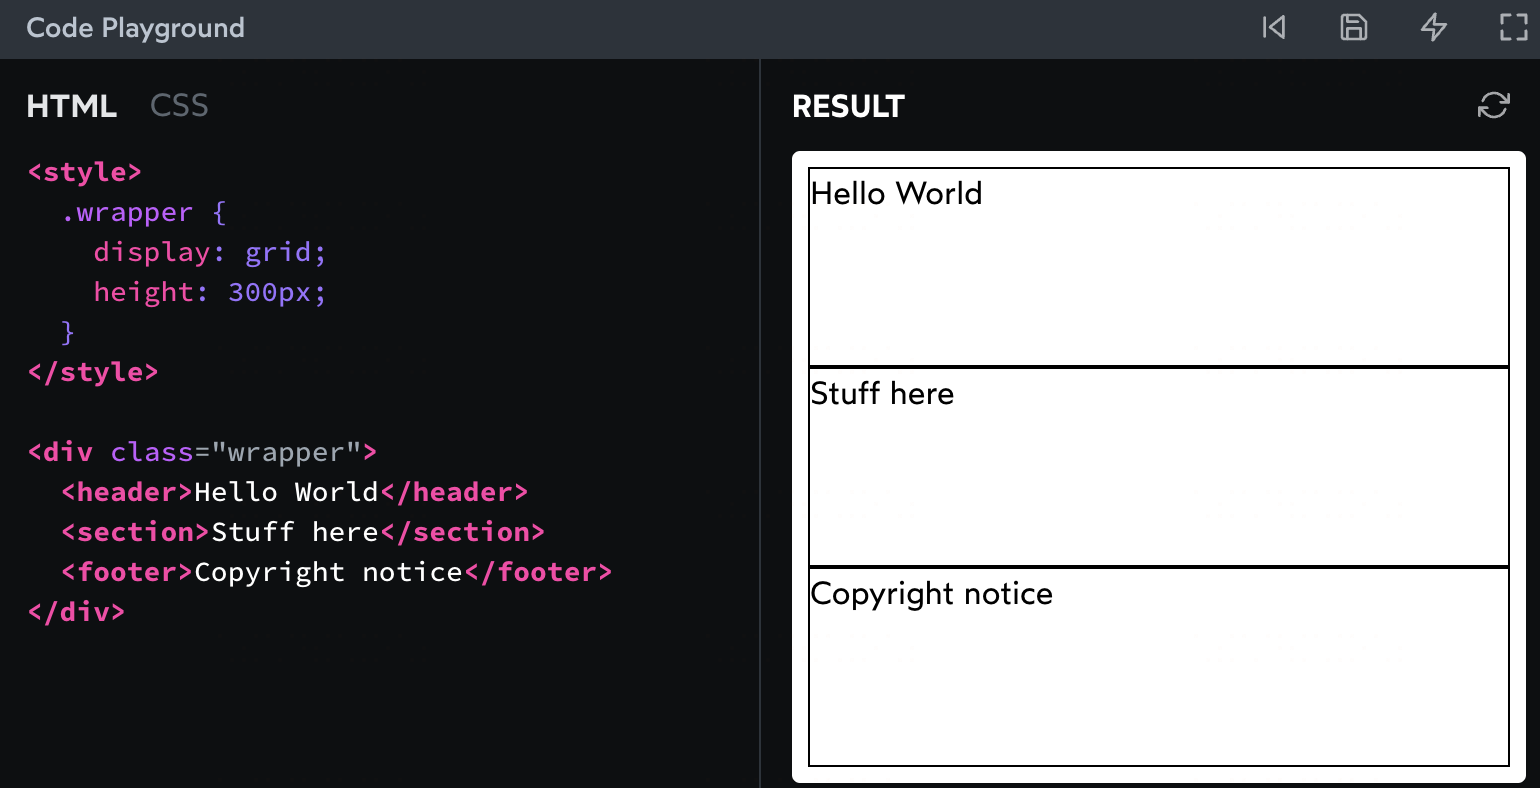 Code Playground
HTML CSS
<style>
  .wrapper {
    display: grid;
    height: 300px;
  }
</style>

<div class="wrapper">
  <header>Hello World</header>
  <section>Stuff here</section>
  <footer>Copyright notice</footer>
</div>
RESULT
Hello World
Stuff here
Copyright notice